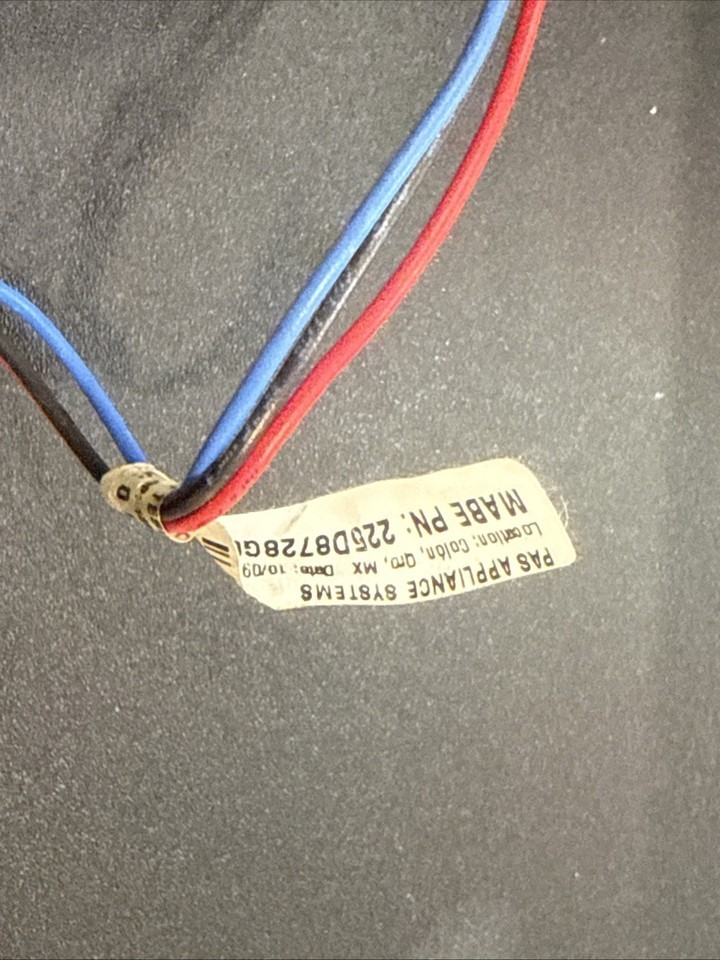 PAS APPLIANCE SYSTEMS
Location: Colón, Qro, MX Date: 10/09
MABE PN: 225D8728G